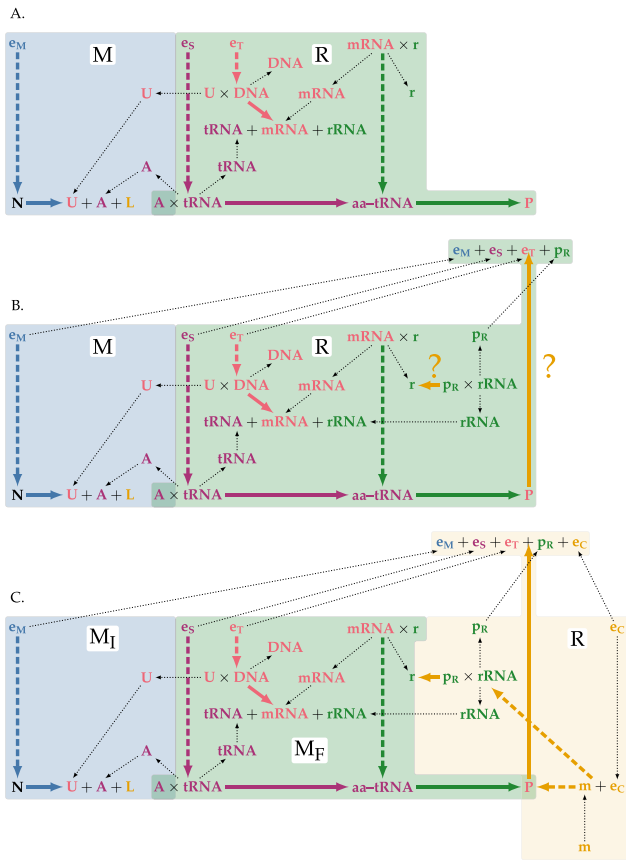 A.
e_M e_S e_T mRNA × r
M R DNA
U U × DNA mRNA r
tRNA + mRNA + rRNA
A tRNA
N U + A + L A × tRNA aa–tRNA P
e_M + e_S + e_T + p_R
B.
e_M e_S e_T mRNA × r p_R
M R DNA
? ?
U U × DNA mRNA r p_R × rRNA
tRNA + mRNA + rRNA rRNA
A tRNA
N U + A + L A × tRNA aa–tRNA P
e_M + e_S + e_T + p_R + e_C
C.
e_M e_S e_T mRNA × r p_R e_C
M_I DNA R
U U × DNA mRNA r p_R × rRNA
tRNA + mRNA + rRNA rRNA
A tRNA M_F
N U + A + L A × tRNA aa–tRNA P m + e_C
m